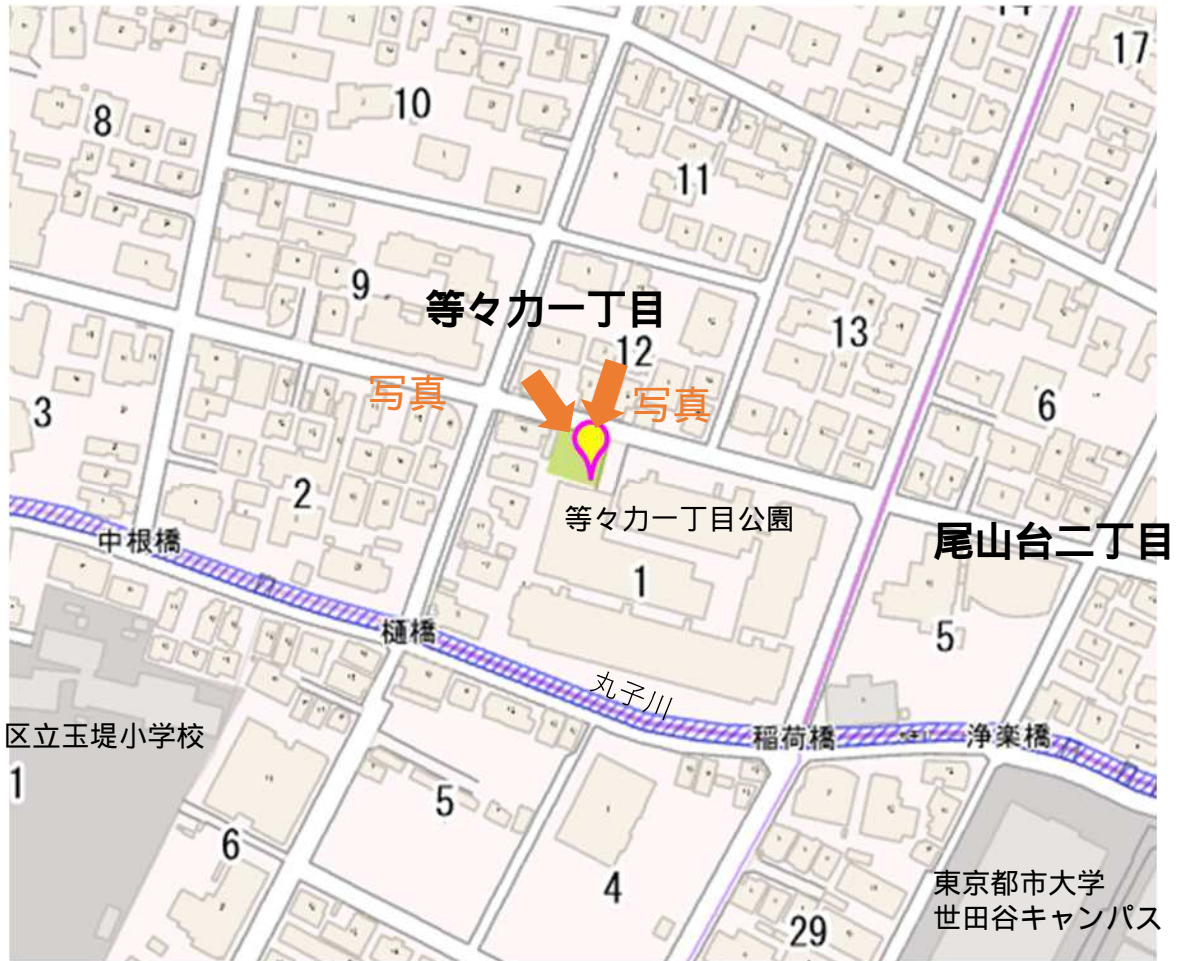 14
17
10
8
11
9
等々力一丁目
12
13
写真
写真
3
6
2
等々力一丁目公園
尾山台二丁目
中根橋
1
樋橋
5
丸子川
区立玉堤小学校
稲荷橋
浄楽橋
1
5
6
4
東京都市大学
世田谷キャンパス
29